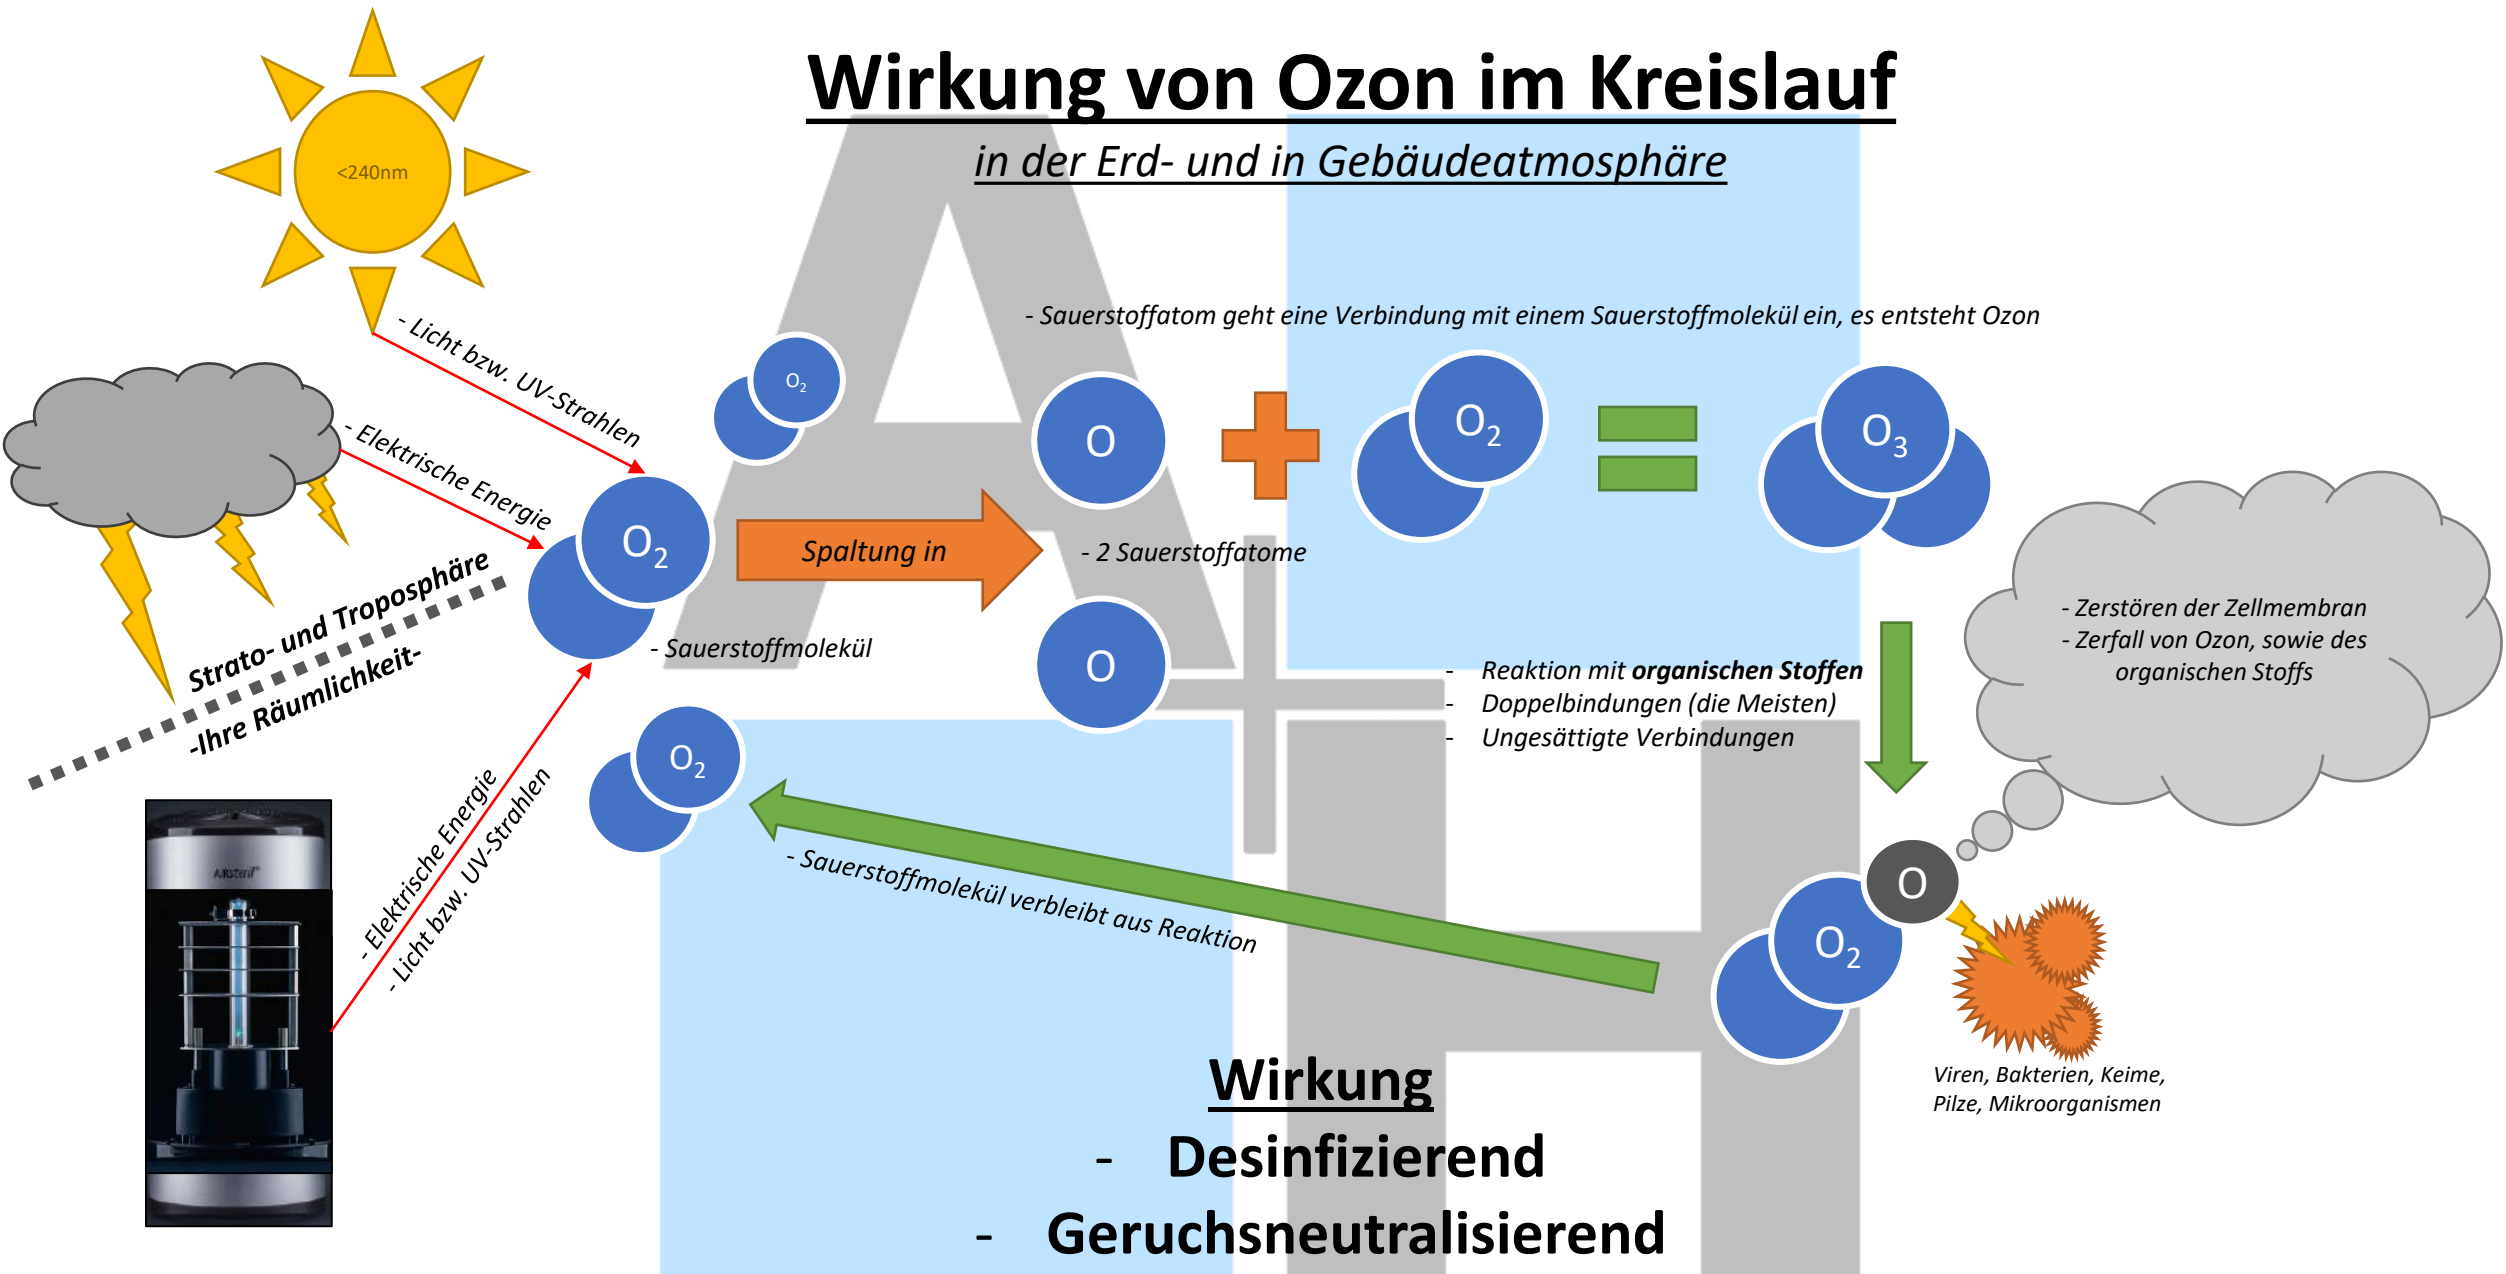 Wirkung von Ozon im Kreislauf
in der Erd- und in Gebäudeatmosphäre
<240nm
- Licht bzw. UV-Strahlen
- Elektrische Energie
- Sauerstoffatom geht eine Verbindung mit einem Sauerstoffmolekül ein, es entsteht Ozon
O₂
O
O₂
O₃
O₂
Spaltung in
- 2 Sauerstoffatome
- Sauerstoffmolekül
O
Strato- und Troposphäre
-Ihre Räumlichkeit-
- Zerstören der Zellmembran
- Zerfall von Ozon, sowie des
organischen Stoffs
- Reaktion mit organischen Stoffen
- Doppelbindungen (die Meisten)
- Ungesättigte Verbindungen
O₂
- Elektrische Energie
- Licht bzw. UV-Strahlen
- Sauerstoffmolekül verbleibt aus Reaktion
O
O₂
Viren, Bakterien, Keime,
Pilze, Mikroorganismen
Wirkung
- Desinfizierend
- Geruchsneutralisierend
A+H